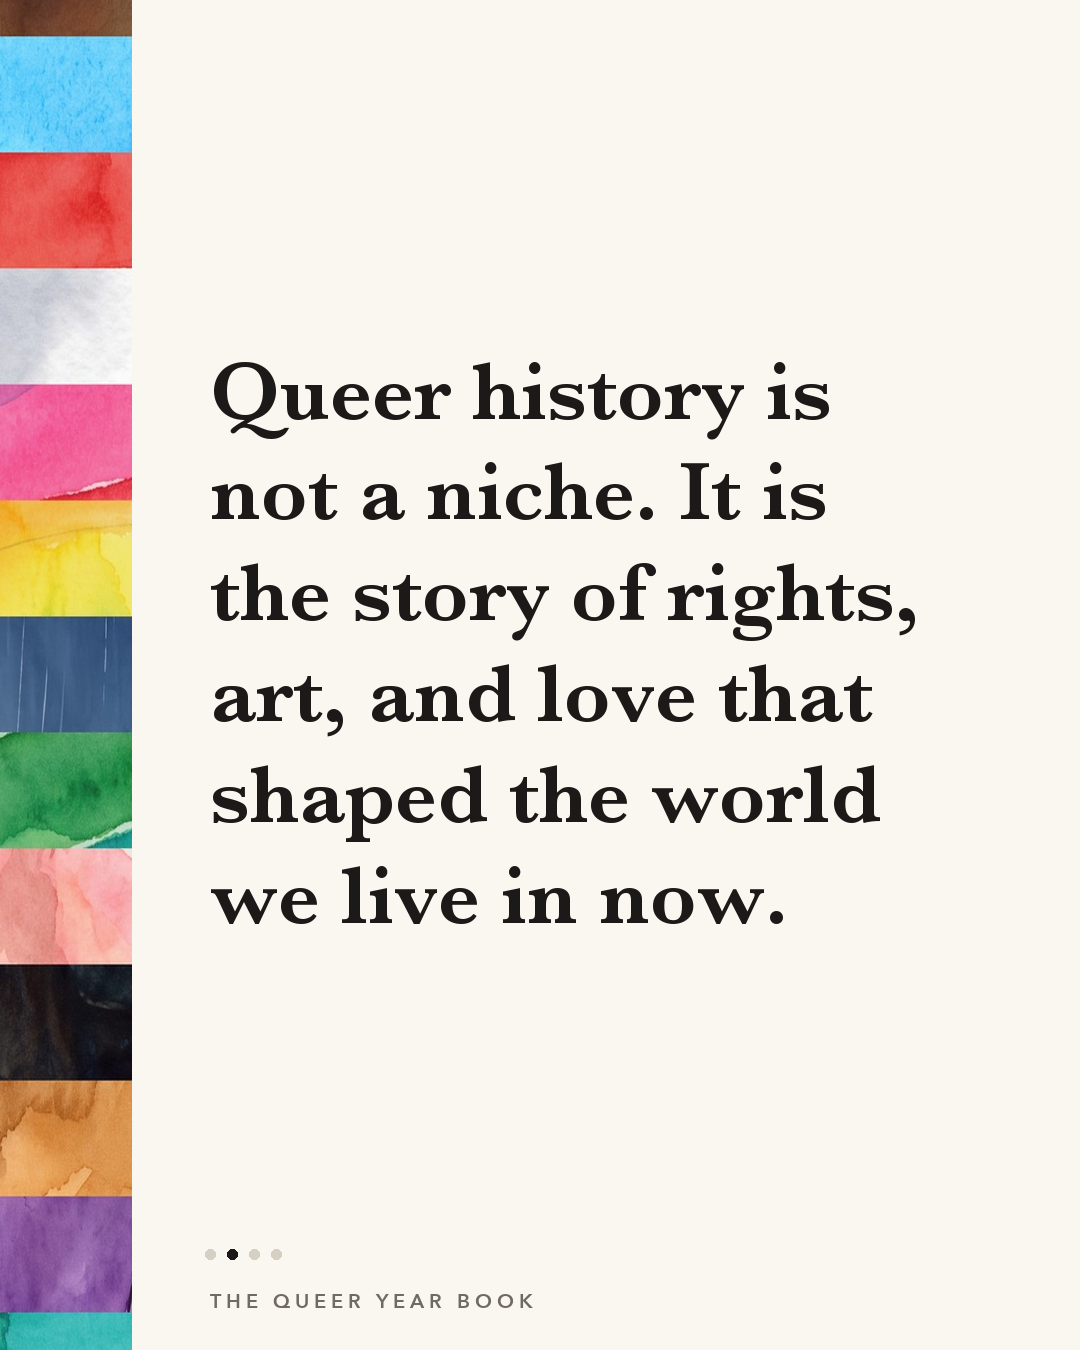 Queer history is
not a niche. It is
the story of rights,
art, and love that
shaped the world
we live in now.
THE QUEER YEAR BOOK